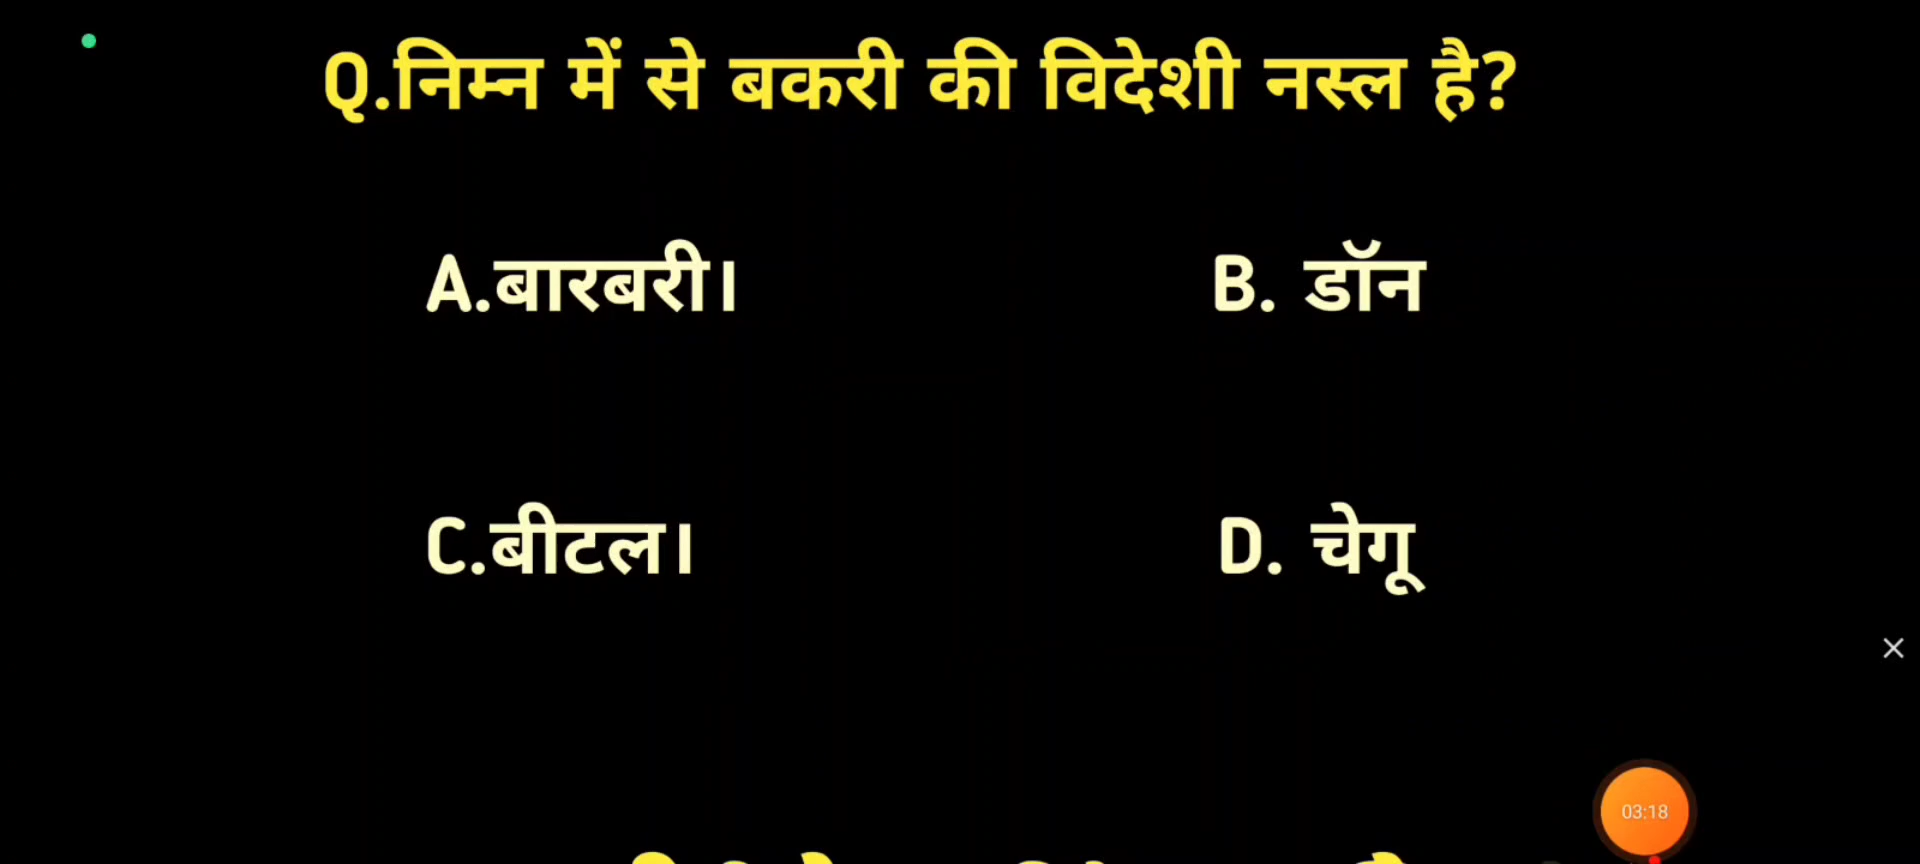 Q.निम्न में से बकरी की विदेशी नस्ल है?
A.बारबरी।
B. डॉन
C.बीटल।
D. चेगू
03:18